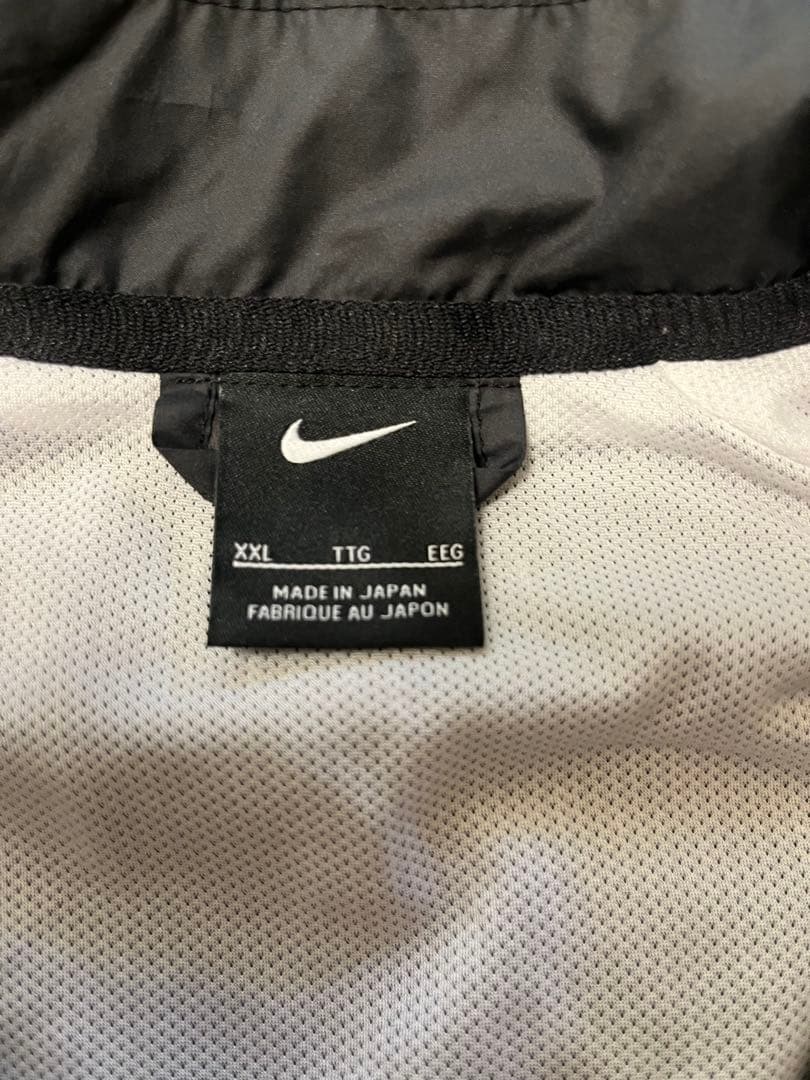 XXL TTG EEG
MADE IN JAPAN
FABRIQUE AU JAPON